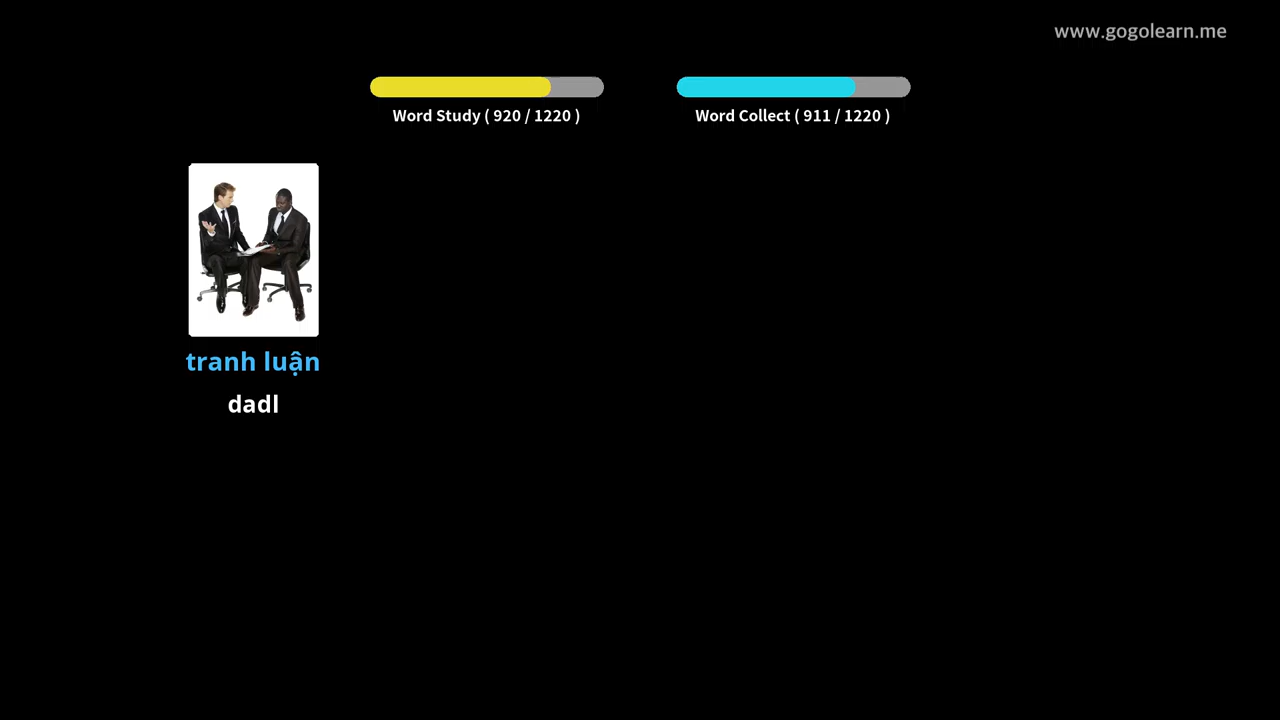 www.gogolearn.me
Word Study ( 920 / 1220 )
Word Collect ( 911 / 1220 )
tranh luận
dadl